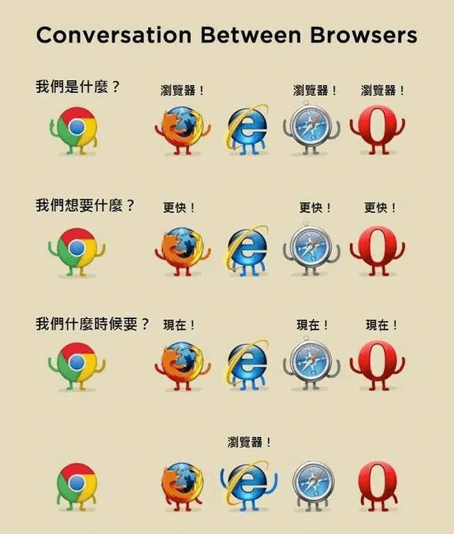 Conversation Between Browsers
我們是什麼？ 瀏覽器！ 瀏覽器！ 瀏覽器！
我們想要什麼？ 更快！ 更快！ 更快！
我們什麼時候要？ 現在！ 現在！ 現在！
瀏覽器！